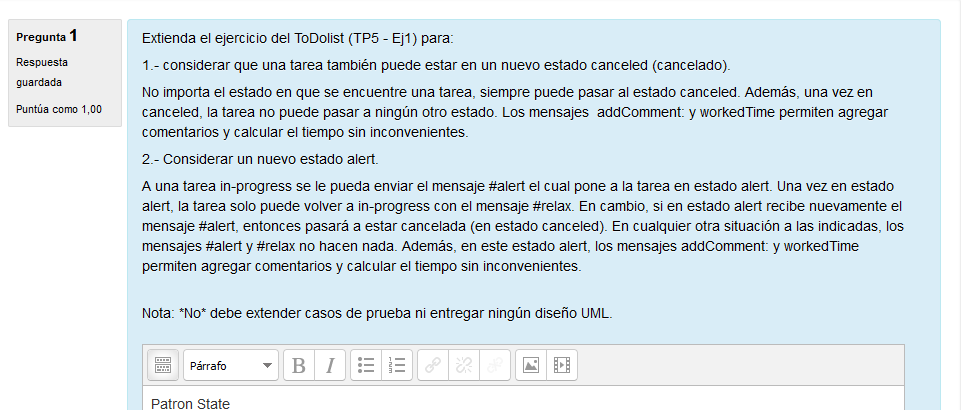 Pregunta 1
Respuesta
guardada
Puntúa como 1,00
Extienda el ejercicio del ToDolist (TP5 - Ej1) para:
1.- considerar que una tarea también puede estar en un nuevo estado canceled (cancelado).
No importa el estado en que se encuentre una tarea, siempre puede pasar al estado canceled. Además, una vez en
canceled, la tarea no puede pasar a ningún otro estado. Los mensajes  addComment: y workedTime permiten agregar
comentarios y calcular el tiempo sin inconvenientes.
2.- Considerar un nuevo estado alert.
A una tarea in-progress se le pueda enviar el mensaje #alert el cual pone a la tarea en estado alert. Una vez en estado
alert, la tarea solo puede volver a in-progress con el mensaje #relax. En cambio, si en estado alert recibe nuevamente el
mensaje #alert, entonces pasará a estar cancelada (en estado canceled). En cualquier otra situación a las indicadas, los
mensajes #alert y #relax no hacen nada. Además, en este estado alert, los mensajes addComment: y workedTime
permiten agregar comentarios y calcular el tiempo sin inconvenientes.
Nota: *No* debe extender casos de prueba ni entregar ningún diseño UML.
Párrafo
B I
Patron State